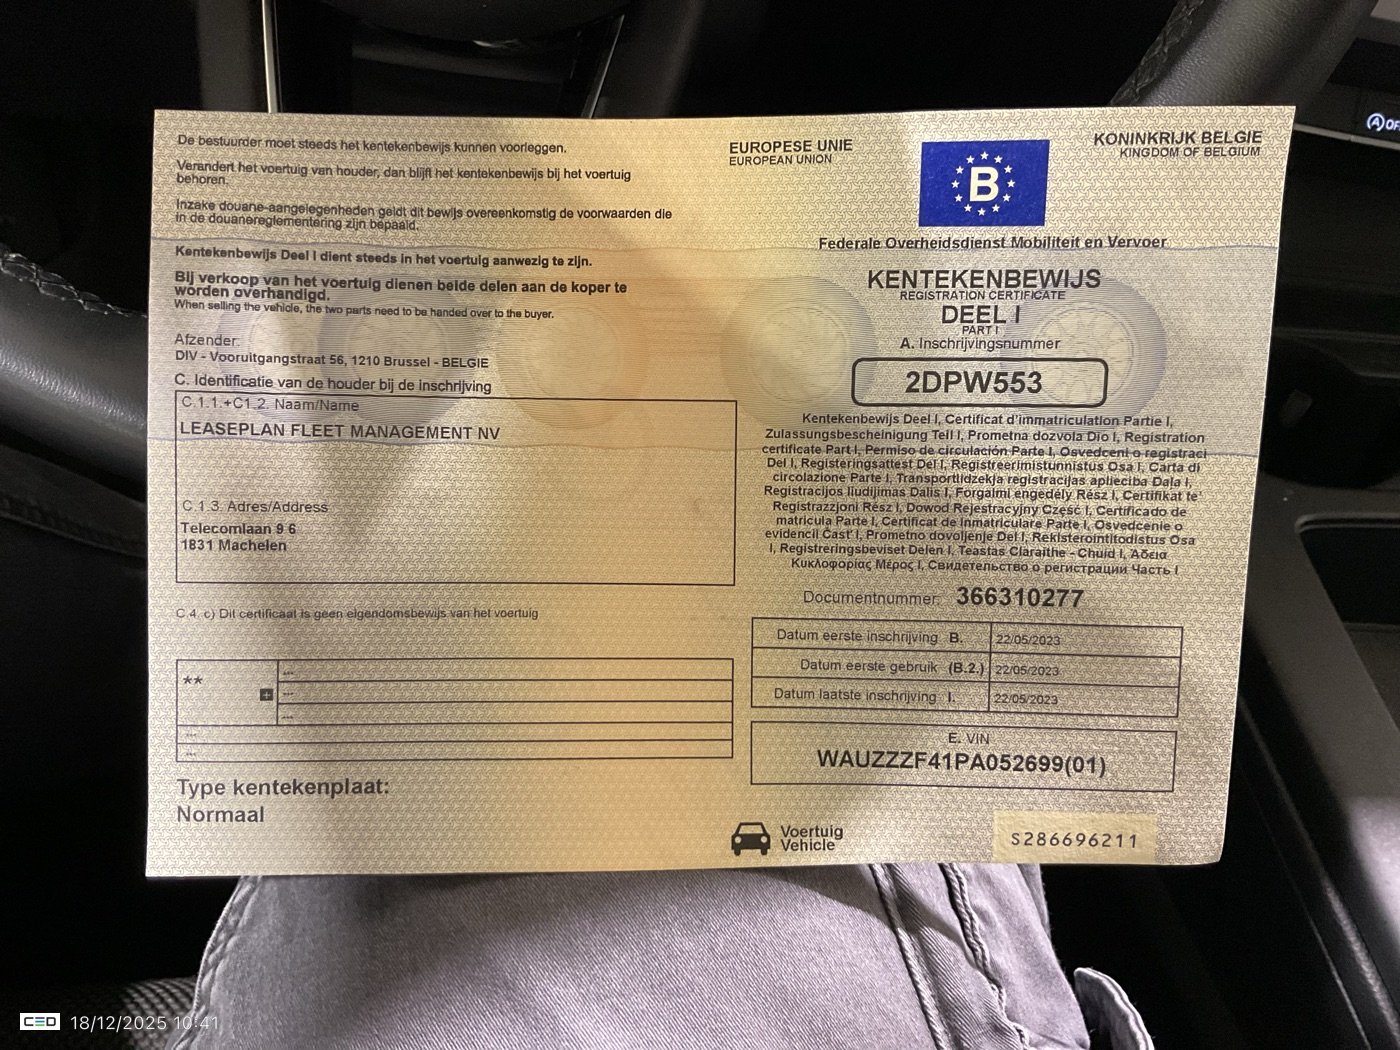 De bestuurder moet steeds het kentekenbewijs kunnen voorleggen.
Verandert het voertuig van houder, dan blijft het kentekenbewijs bij het voertuig
behoren.
Inzake douane-aangelegenheden geldt dit bewijs overeenkomstig de voorwaarden die
in de douanereglementering zijn bepaald.
Kentekenbewijs Deel I dient steeds in het voertuig aanwezig te zijn.
Bij verkoop van het voertuig dienen beide delen aan de koper te
worden overhandigd.
When selling the vehicle, the two parts need to be handed over to the buyer.
Afzender:
DIV - Vooruitgangstraat 56, 1210 Brussel - BELGIE
C. Identificatie van de houder bij de inschrijving
C.1.1.+C1.2. Naam/Name
LEASEPLAN FLEET MANAGEMENT NV
C.1.3. Adres/Address
Telecomlaan 9 6
1831 Machelen
C.4. c) Dit certificaat is geen eigendomsbewijs van het voertuig
**
---
---
---
---
---
Type kentekenplaat:
Normaal
EUROPESE UNIE
EUROPEAN UNION
B
KONINKRIJK BELGIE
KINGDOM OF BELGIUM
Federale Overheidsdienst Mobiliteit en Vervoer
KENTEKENBEWIJS
REGISTRATION CERTIFICATE
DEEL I
PART I
A. Inschrijvingsnummer
2DPW553
Kentekenbewijs Deel I, Certificat d'immatriculation Partie I,
Zulassungsbescheinigung Teil I, Prometna dozvola Dio I, Registration
certificate Part I, Permiso de circulación Parte I, Osvedceni o registraci
Del I, Registeringsattest Del I, Registreerimistunnistus Osa I, Carta di
circolazione Parte I, Transportlidzekja registracijas aplieciba Daļa I,
Registracijos liudijimas Dalis I, Forgalmi engedély Rész I, Certifikat ta'
Registrazzjoni Rész I, Dowod Rejestracyjny Część I, Certificado de
matricula Parte I, Certificat de înmatriculare Parte I, Osvedcenie o
evidencii Časť I, Prometno dovoljenje Del I, Rekisterointitodistus Osa
I, Registreringsbeviset Delen I, Teastas Claraithe - Chuid I, Άδεια
Κυκλοφορίας Μέρος I, Свидетельство о регистрации Часть I
Documentnummer: 366310277
Datum eerste inschrijving B. 22/05/2023
Datum eerste gebruik (B.2.) 22/05/2023
Datum laatste inschrijving I. 22/05/2023
E. VIN
WAUZZZF41PA052699(01)
Voertuig
Vehicle
S286696211
CED 18/12/2025 10:41